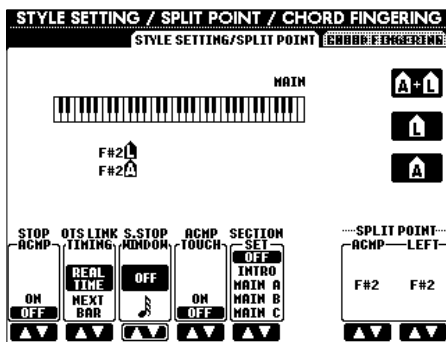 STYLE SETTING / SPLIT POINT / CHORD FINGERING
STYLE SETTING/SPLIT POINT CHORD FINGERING
MAIN
A+L
L
A
F#2 L
F#2 A
STOP ACMP
OTS LINK TIMING
S.STOP WINDOW
ACMP TOUCH
SECTION SET
SPLIT POINT
ACMP LEFT
ON
OFF
REAL TIME
NEXT BAR
OFF
ON
OFF
OFF
INTRO
MAIN A
MAIN B
MAIN C
F#2 F#2